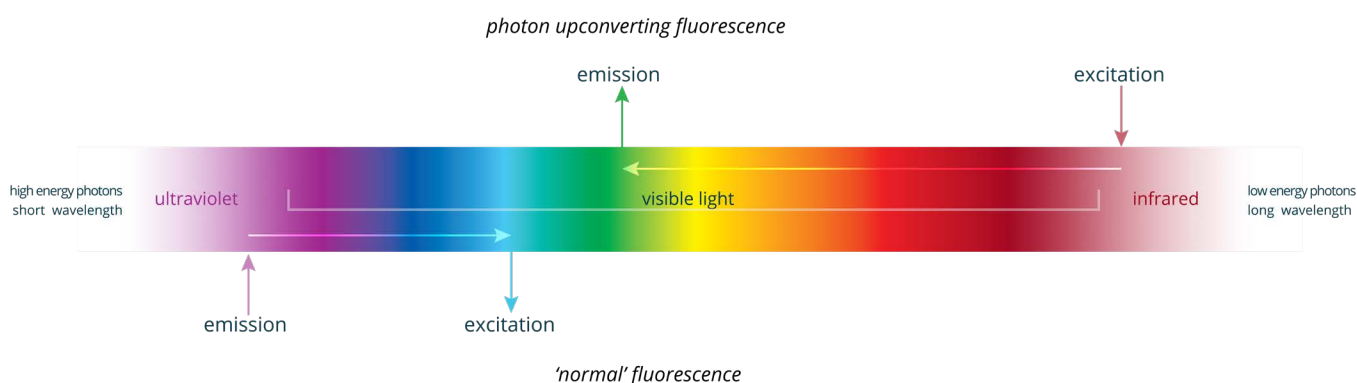 photon upconverting fluorescence
emission excitation
high energy photons
short wavelength
ultraviolet visible light infrared
low energy photons
long wavelength
emission excitation
‘normal’ fluorescence